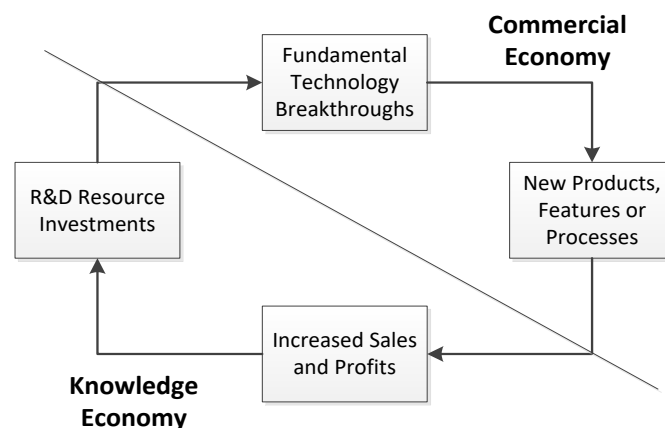 Commercial
Economy
Fundamental
Technology
Breakthroughs
R&D Resource
Investments
New Products,
Features or
Processes
Increased Sales
and Profits
Knowledge
Economy